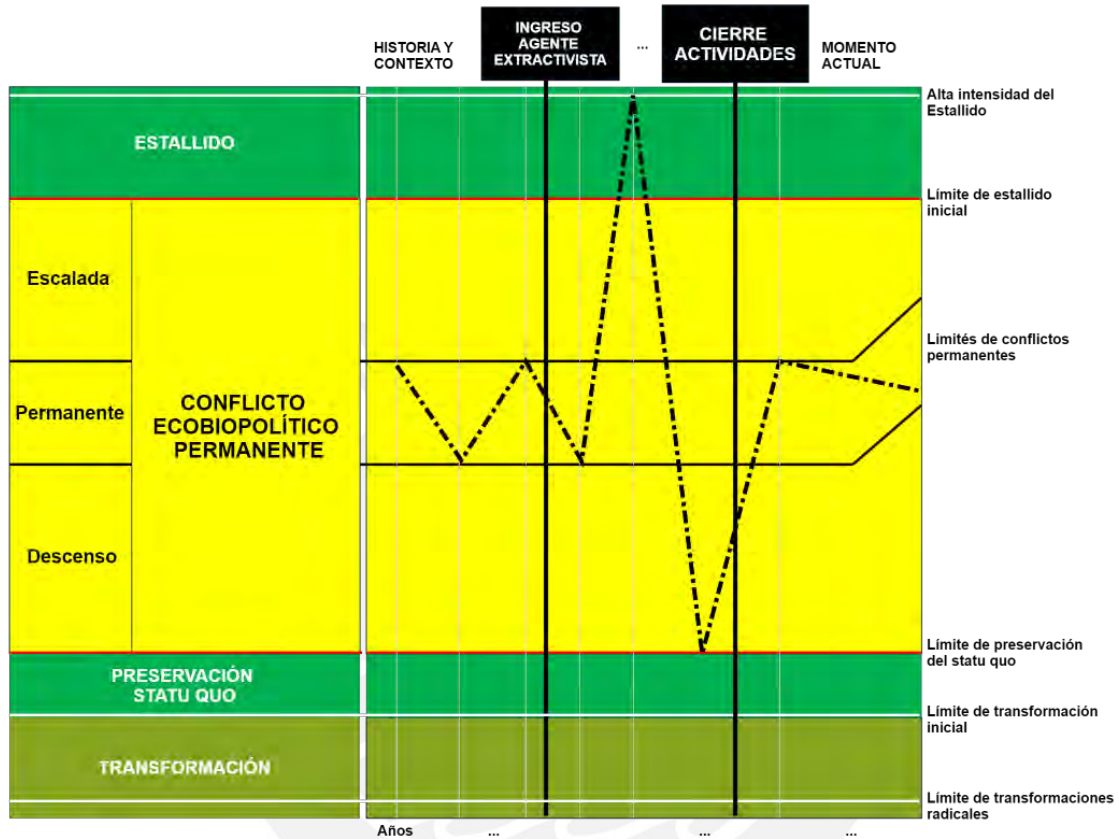 HISTORIA Y
CONTEXTO
INGRESO
AGENTE
EXTRACTIVISTA
...
CIERRE
ACTIVIDADES
MOMENTO
ACTUAL
Alta intensidad del
Estallido
ESTALLIDO
Límite de estallido
inicial
Escalada
Limités de conflictos
permanentes
Permanente
CONFLICTO
ECOBIOPOLÍTICO
PERMANENTE
Descenso
Límite de preservación
del statu quo
PRESERVACIÓN
STATU QUO
Límite de transformación
inicial
TRANSFORMACIÓN
Límite de transformaciones
radicales
Años
...
...
...